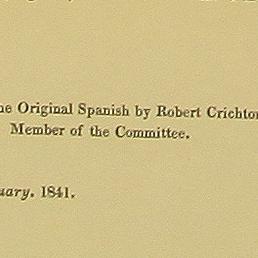 he Original Spanish by Robert Crichton
Member of the Committee.
uary, 1841.